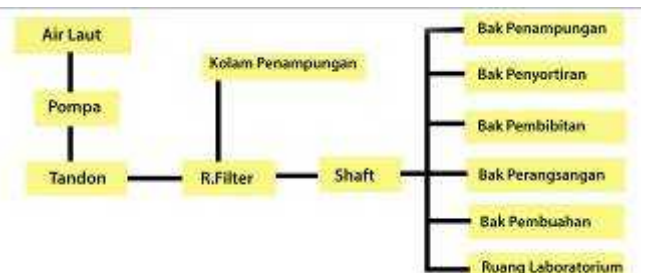 Air Laut
Pompa
Tandon
Kolam Penampungan
R.Filter
Shaft
Bak Penampungan
Bak Penyortiran
Bak Pembibitan
Bak Perangsangan
Bak Pembuahan
Ruang Laboratorium